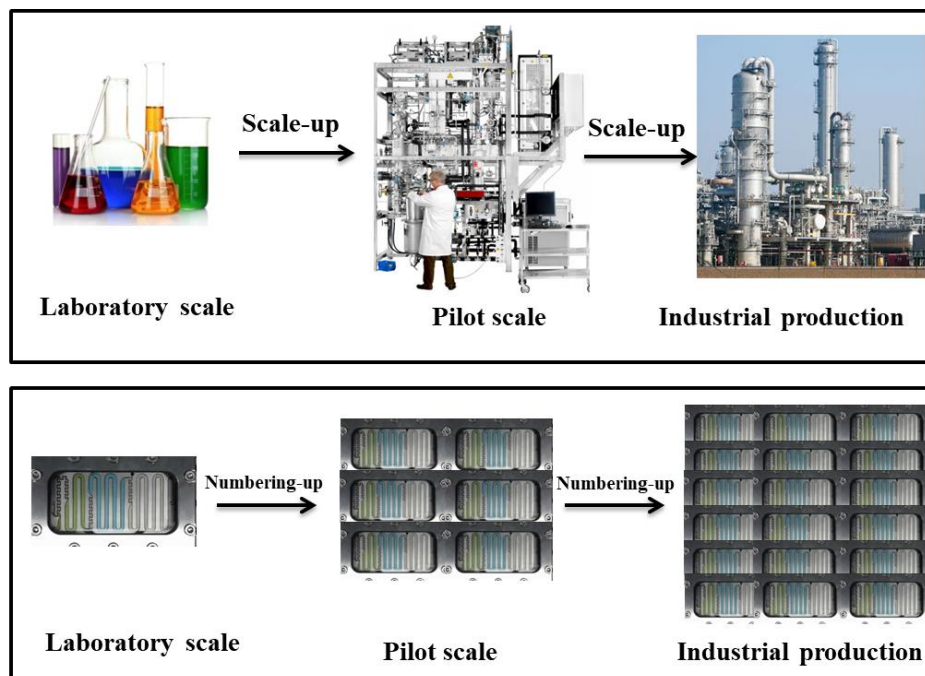 Scale-up
Scale-up
Laboratory scale
Pilot scale
Industrial production
Numbering-up
Numbering-up
Laboratory scale
Pilot scale
Industrial production